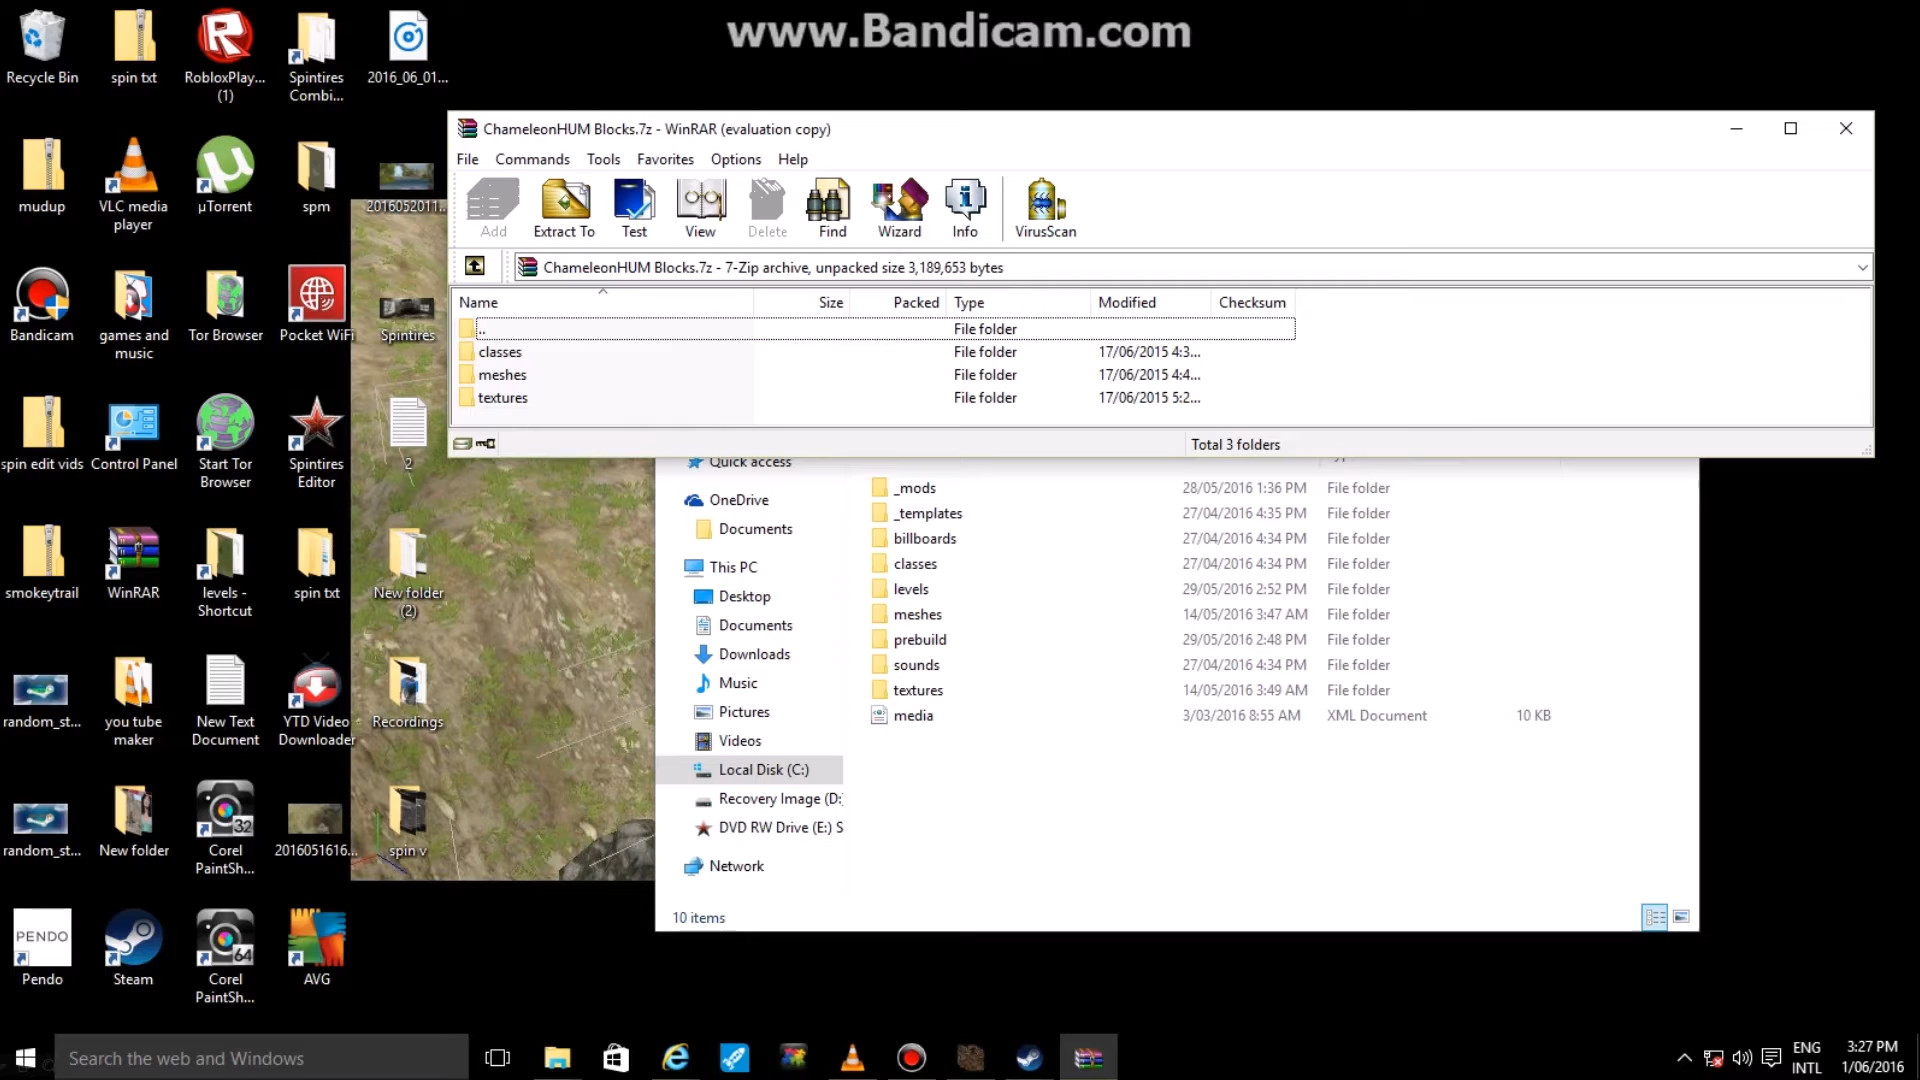 www.Bandicam.com
Recycle Bin
spin txt
RobloxPlay...
(1)
Spintires
Combi...
2016_06_01...
mudup
VLC media
player
µTorrent
spm
2016052011...
Bandicam
games and
music
Tor Browser
Pocket WiFi
Spintires
spin edit vids
Control Panel
Start Tor
Browser
Spintires
Editor
2
smokeytrail
WinRAR
levels -
Shortcut
spin txt
New folder
(2)
random_st...
you tube
maker
New Text
Document
YTD Video
Downloader
Recordings
random_st...
New folder
32
Corel
PaintSh...
2016051616...
spin v
PENDO
Pendo
Steam
64
Corel
PaintSh...
AVG
ChameleonHUM Blocks.7z - WinRAR (evaluation copy)
File Commands Tools Favorites Options Help
Add Extract To Test View Delete Find Wizard Info VirusScan
ChameleonHUM Blocks.7z - 7-Zip archive, unpacked size 3,189,653 bytes
Name Size Packed Type Modified Checksum
.. File folder
classes File folder 17/06/2015 4:3...
meshes File folder 17/06/2015 4:4...
textures File folder 17/06/2015 5:2...
Total 3 folders
Quick access
OneDrive
Documents
This PC
Desktop
Documents
Downloads
Music
Pictures
Videos
Local Disk (C:)
Recovery Image (D:)
DVD RW Drive (E:) S
Network
_mods 28/05/2016 1:36 PM File folder
_templates 27/04/2016 4:35 PM File folder
billboards 27/04/2016 4:34 PM File folder
classes 27/04/2016 4:34 PM File folder
levels 29/05/2016 2:52 PM File folder
meshes 14/05/2016 3:47 AM File folder
prebuild 29/05/2016 2:48 PM File folder
sounds 27/04/2016 4:34 PM File folder
textures 14/05/2016 3:49 AM File folder
media 3/03/2016 8:55 AM XML Document 10 KB
10 items
Search the web and Windows
ENG
INTL
3:27 PM
1/06/2016